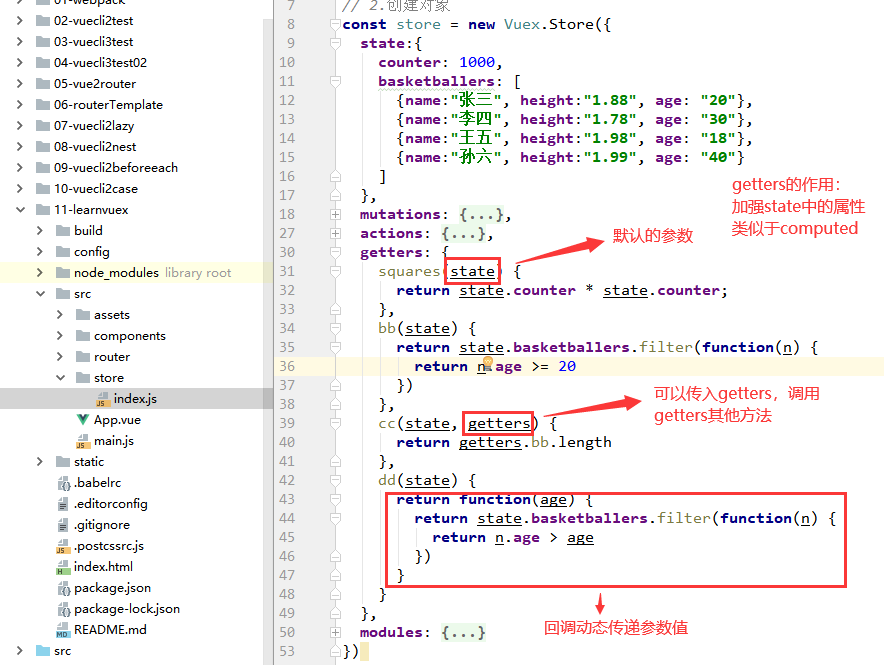 01-webpack
02-vuecli2test
03-vuecli3test
04-vuecli3test02
05-vue2router
06-routerTemplate
07-vuecli2lazy
08-vuecli2nest
09-vuecli2beforeeach
10-vuecli2case
11-learnvuex
build
config
node_modules library root
src
assets
components
router
store
index.js
App.vue
main.js
static
.babelrc
.editorconfig
.gitignore
.postcssrc.js
index.html
package.json
package-lock.json
README.md
src
7 // 2.创建对象
8 const store = new Vuex.Store({
9 state:{
10 counter: 1000,
11 basketballers: [
12 {name:"张三", height:"1.88", age: "20"},
13 {name:"李四", height:"1.78", age: "30"},
14 {name:"王五", height:"1.98", age: "18"},
15 {name:"孙六", height:"1.99", age: "40"}
16 ]
17 },
18 mutations: {...},
27 actions: {...},
30 getters: {
31 squares(state) {
32 return state.counter * state.counter;
33 },
34 bb(state) {
35 return state.basketballers.filter(function(n) {
36 return n.age >= 20
37 })
38 },
39 cc(state, getters) {
40 return getters.bb.length
41 },
42 dd(state) {
43 return function(age) {
44 return state.basketballers.filter(function(n) {
45 return n.age > age
46 })
47 }
48 }
49 },
50 modules: {...}
53 })
getters的作用：
加强state中的属性
类似于computed
默认的参数
可以传入getters，调用
getters其他方法
回调动态传递参数值